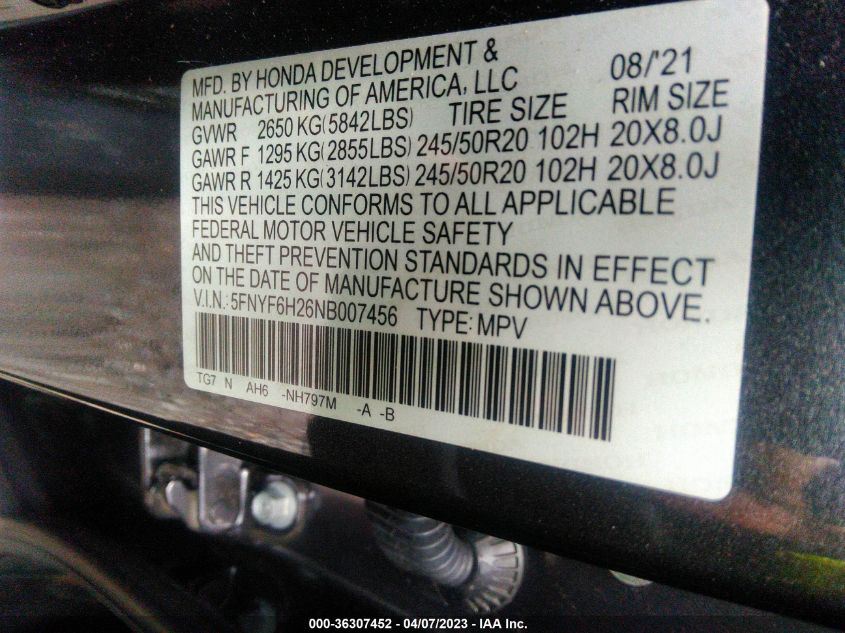 MFD. BY HONDA DEVELOPMENT & 08/'21
MANUFACTURING OF AMERICA, LLC
GVWR 2650 KG(5842LBS) TIRE SIZE RIM SIZE
GAWR F 1295 KG(2855LBS) 245/50R20 102H 20X8.0J
GAWR R 1425 KG(3142LBS) 245/50R20 102H 20X8.0J
THIS VEHICLE CONFORMS TO ALL APPLICABLE
FEDERAL MOTOR VEHICLE SAFETY
AND THEFT PREVENTION STANDARDS IN EFFECT
ON THE DATE OF MANUFACTURE SHOWN ABOVE.
V.I.N.:5FNYF6H26NB007456 TYPE:MPV
TG7 N AH6 -NH797M -A -B
000-36307452 - 04/07/2023 - IAA Inc.